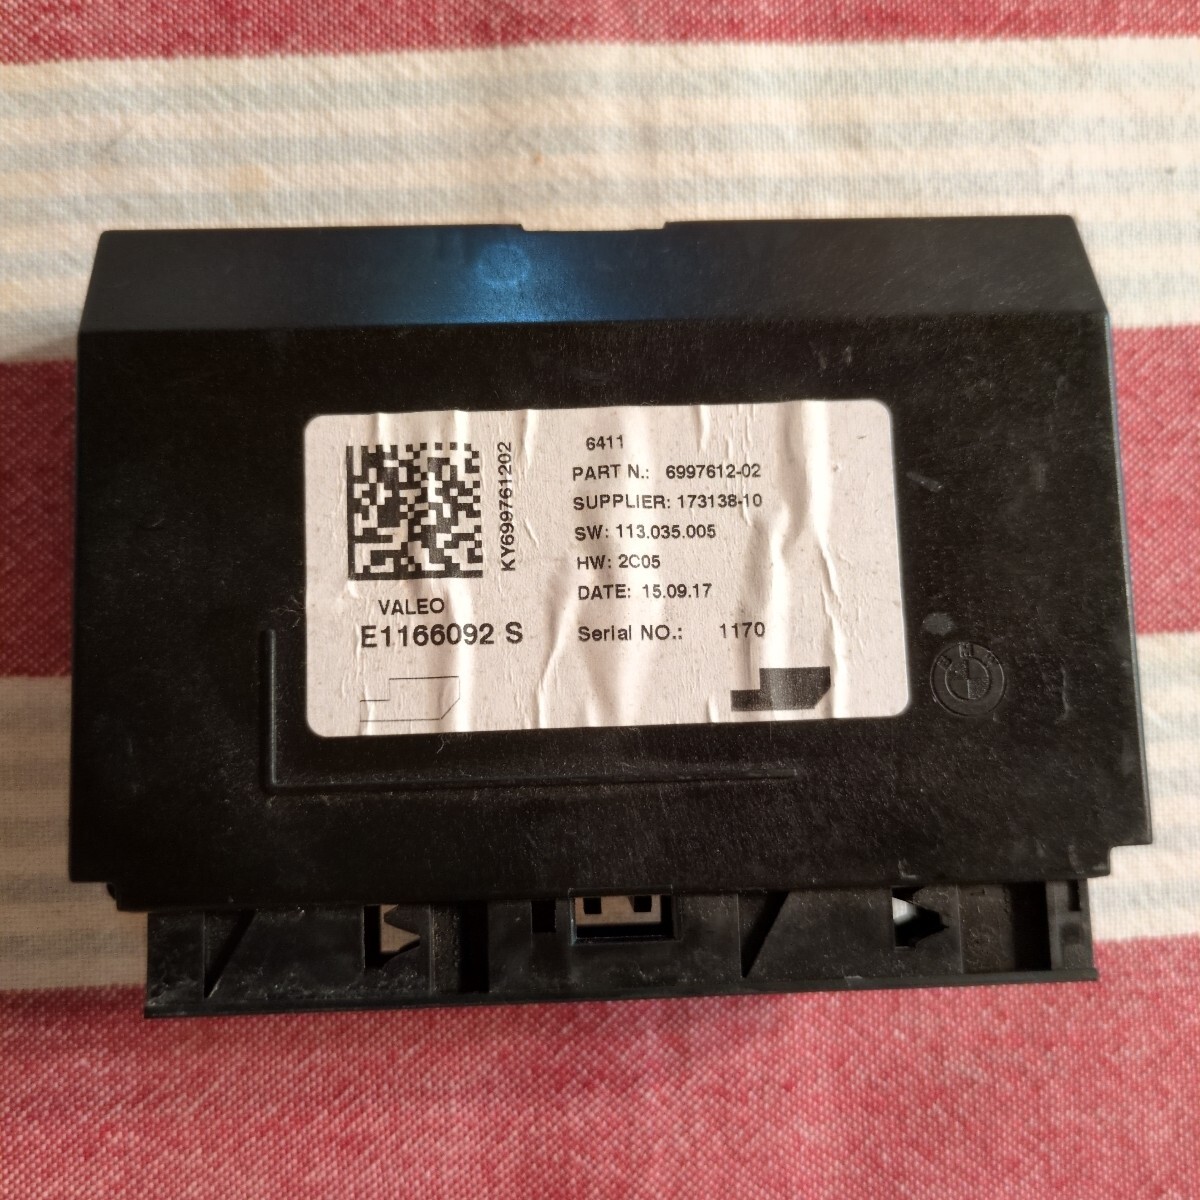 KY699761202
VALEO
E1166092 S
6411
PART N.: 6997612-02
SUPPLIER: 173138-10
SW: 113.035.005
HW: 2C05
DATE: 15.09.17
Serial NO.: 1170
BMW